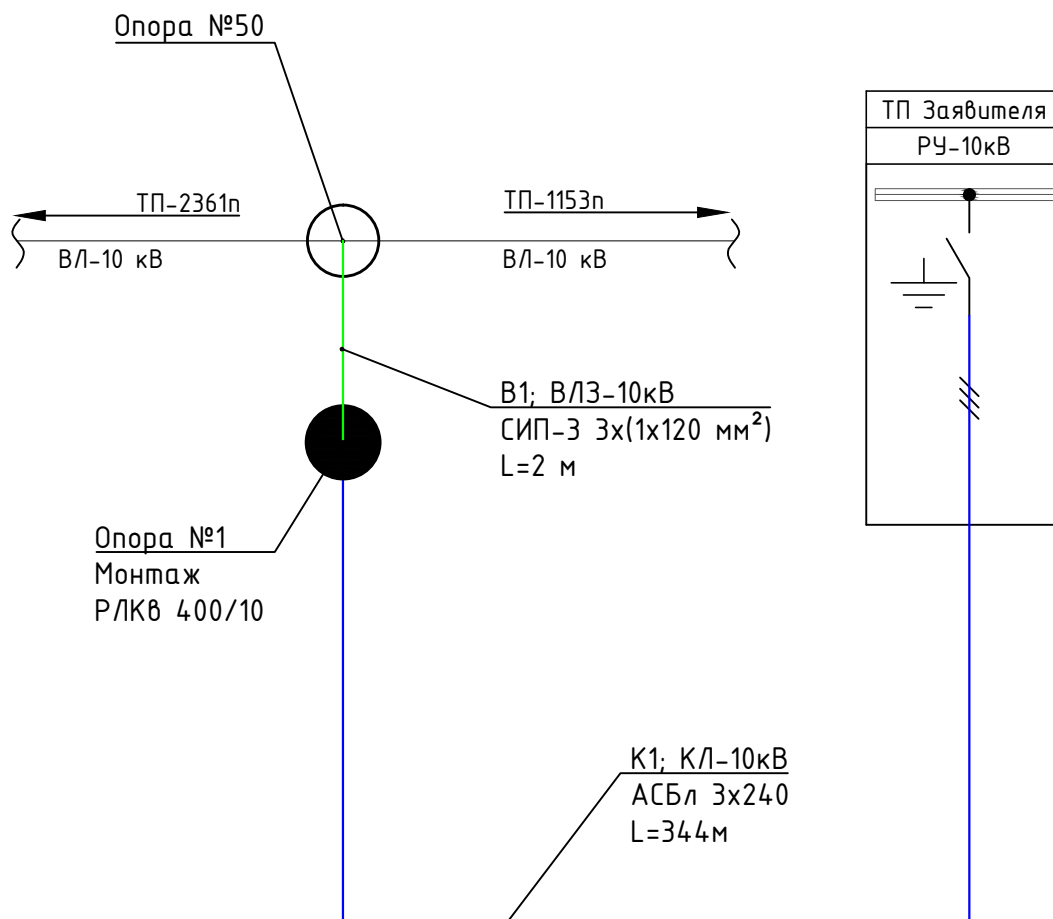 Опора №50
ТП Заявителя
РУ-10кВ
ТП-2361п
ТП-1153п
ВЛ-10 кВ
ВЛ-10 кВ
В1; ВЛЗ-10кВ
СИП-3 3х(1х120 мм²)
L=2 м
Опора №1
Монтаж
РЛКв 400/10
К1; КЛ-10кВ
АСБл 3х240
L=344м